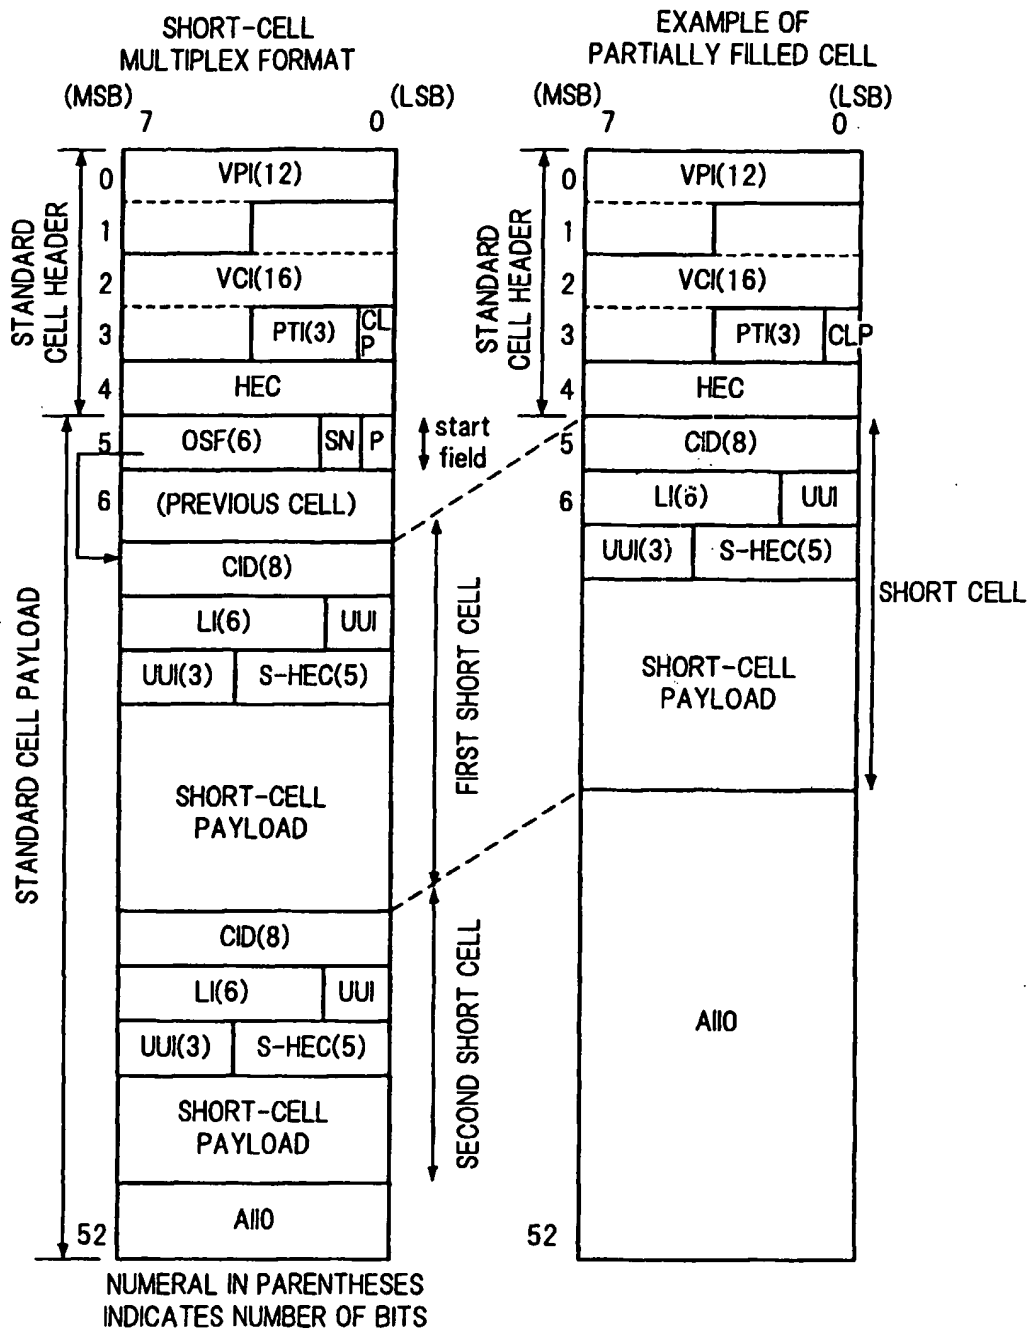 SHORT-CELL
MULTIPLEX FORMAT
(MSB)
7
(LSB)
0
STANDARD
CELL HEADER
0
VPI(12)
1
2
VCI(16)
3
PTI(3)
CL
P
4
HEC
STANDARD CELL PAYLOAD
5
OSF(6)
SN
P
start
field
6
(PREVIOUS CELL)
CID(8)
LI(6)
UUI
UUI(3)
S-HEC(5)
SHORT-CELL
PAYLOAD
FIRST SHORT CELL
CID(8)
LI(6)
UUI
UUI(3)
S-HEC(5)
SHORT-CELL
PAYLOAD
SECOND SHORT CELL
52
All0
NUMERAL IN PARENTHESES
INDICATES NUMBER OF BITS
EXAMPLE OF
PARTIALLY FILLED CELL
(MSB)
7
(LSB)
0
STANDARD
CELL HEADER
0
VPI(12)
1
2
VCI(16)
3
PTI(3)
CLP
4
HEC
5
CID(8)
6
LI(6)
UUI
UUI(3)
S-HEC(5)
SHORT-CELL
PAYLOAD
SHORT CELL
All0
52